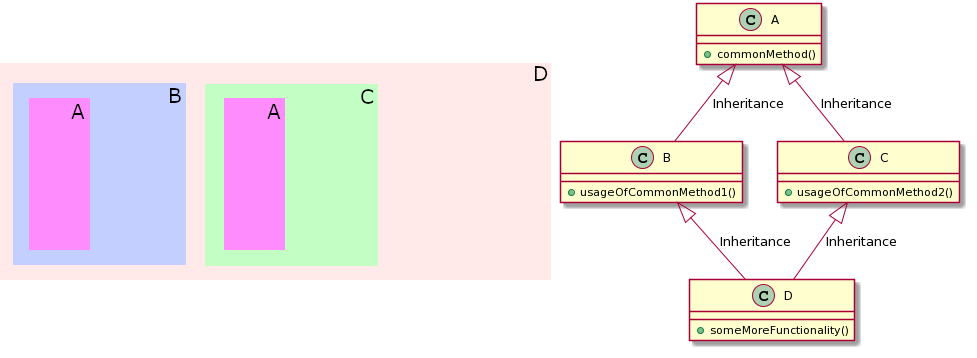 D
B
A
C
A
C A
commonMethod()
Inheritance
Inheritance
C B
usageOfCommonMethod1()
C C
usageOfCommonMethod2()
Inheritance
Inheritance
C D
someMoreFunctionality()